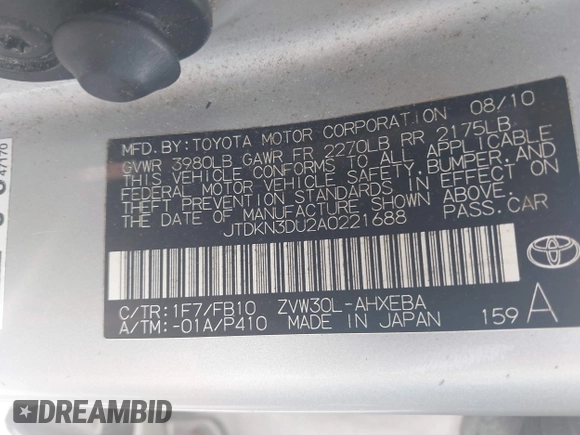 MFD. BY: TOYOTA MOTOR CORPORATION 08/10
GVWR 3980LB GAWR FR 2270LB RR 2175LB
THIS VEHICLE CONFORMS TO ALL APPLICABLE
FEDERAL MOTOR VEHICLE SAFETY, BUMPER, AND
THEFT PREVENTION STANDARDS IN EFFECT ON
THE DATE OF MANUFACTURE SHOWN ABOVE.
JTDKN3DU2A0221688 PASS. CAR
C/TR: 1F7/FB10 ZVW30L-AHXEBA
A/TM: -01A/P410 MADE IN JAPAN 159 A
DREAMBID